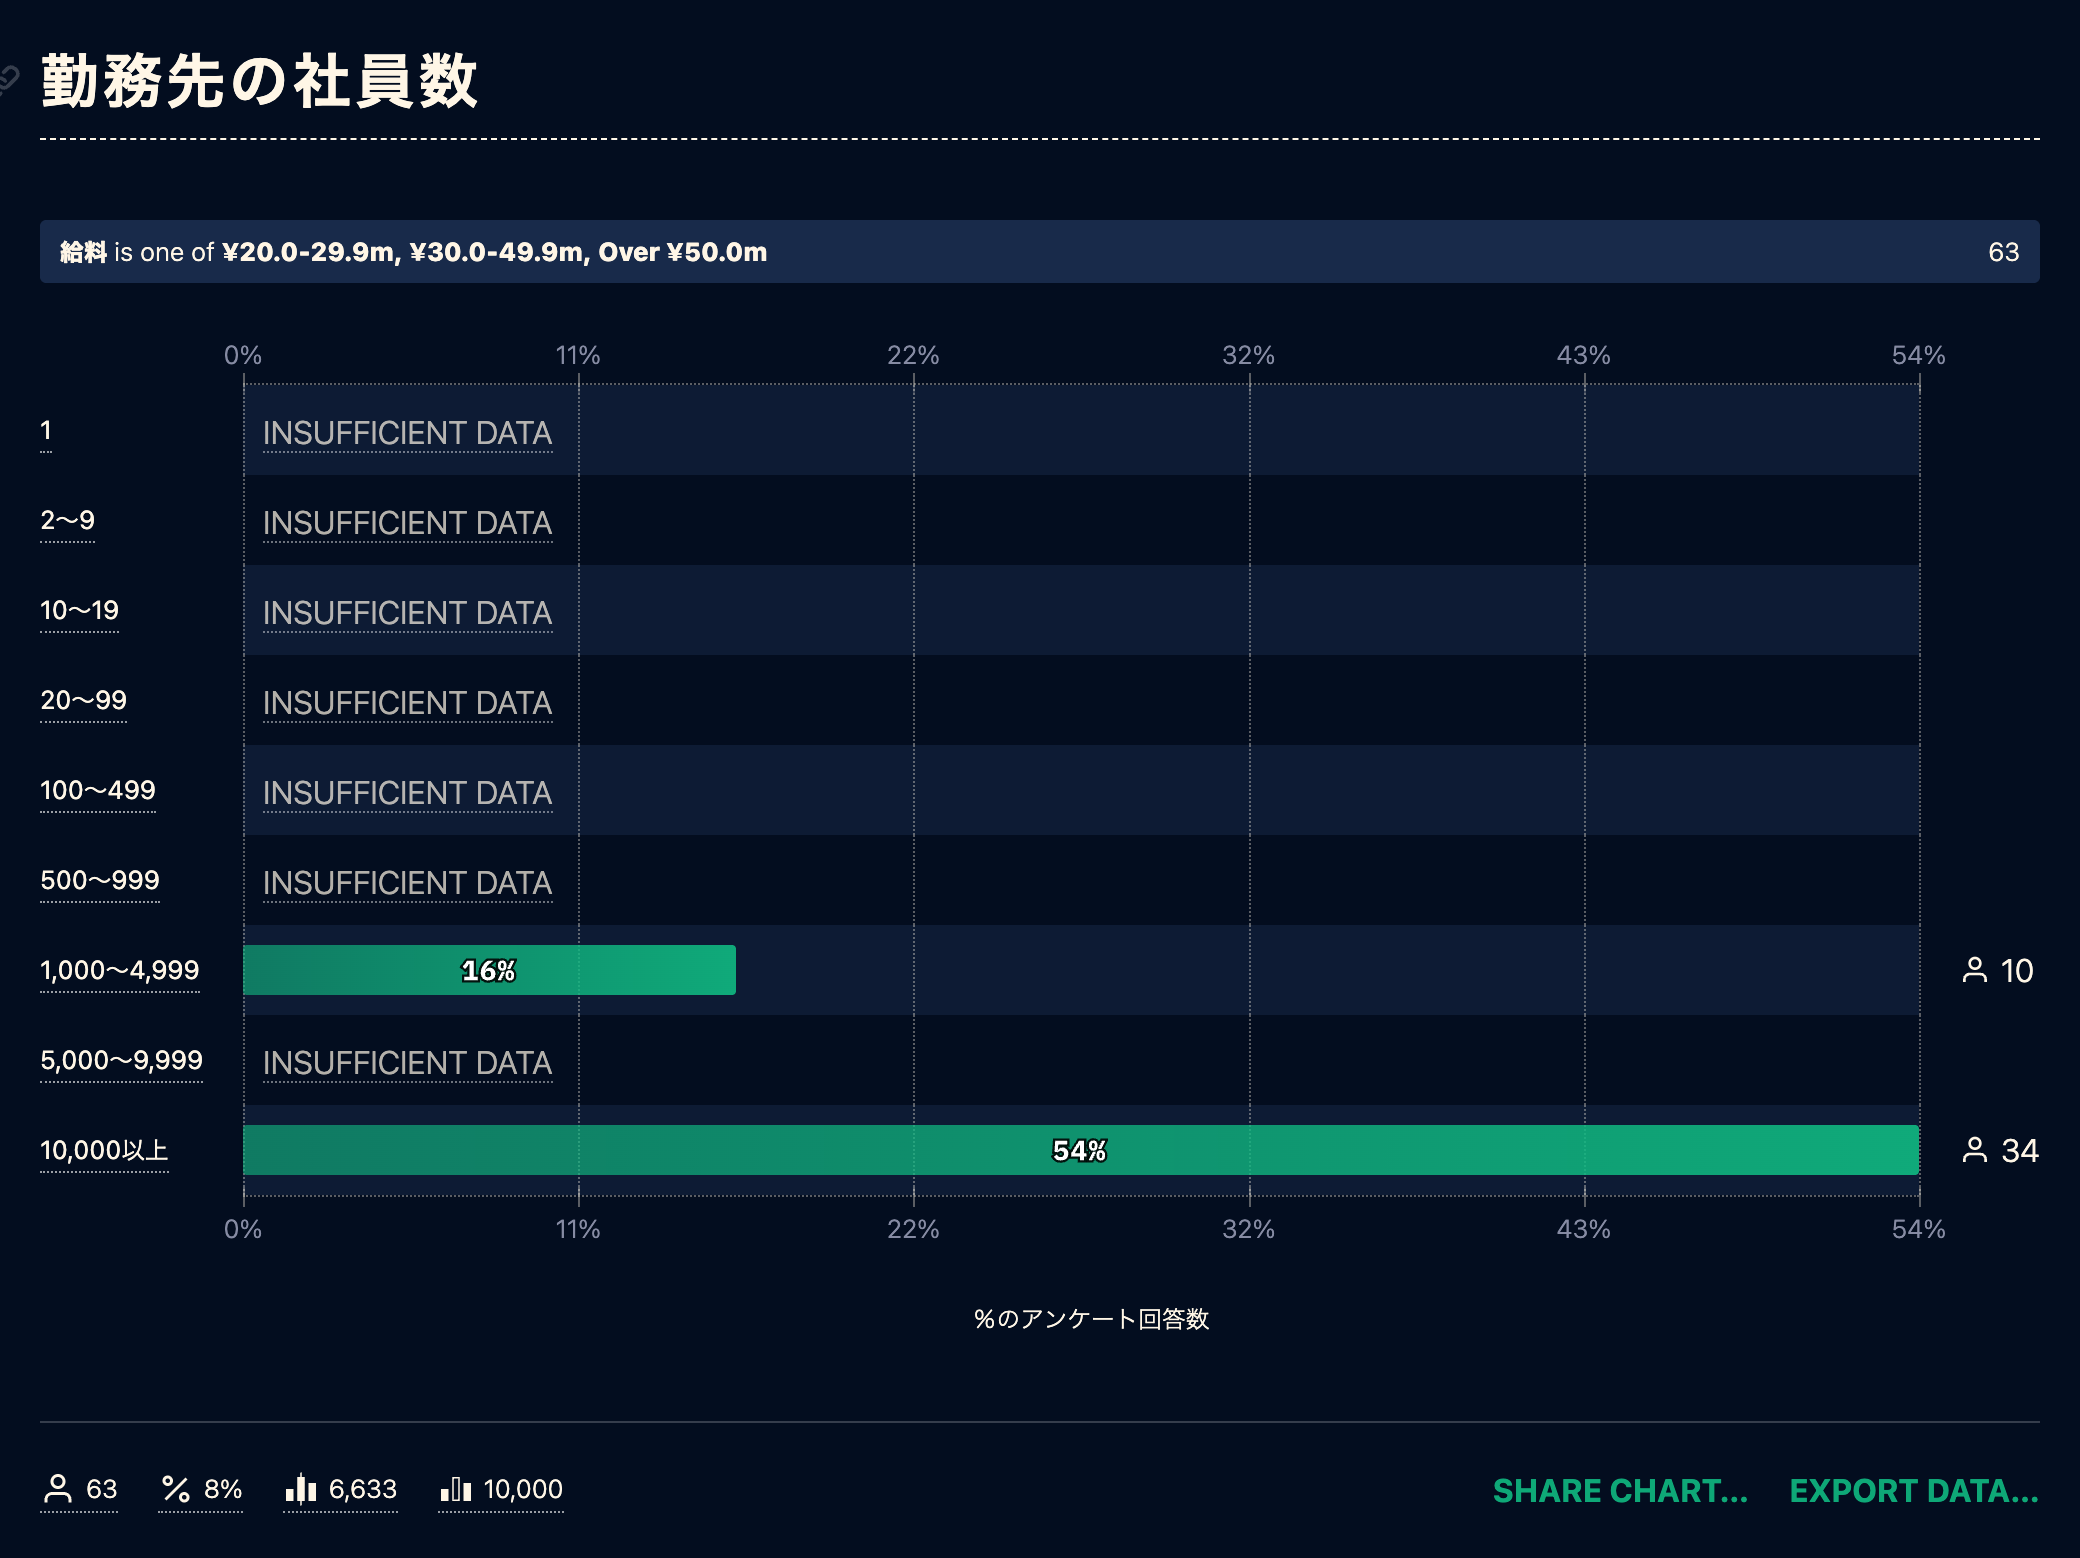 勤務先の社員数
給料 is one of ¥20.0-29.9m, ¥30.0-49.9m, Over ¥50.0m 63
0% 11% 22% 32% 43% 54%
1 INSUFFICIENT DATA
2〜9 INSUFFICIENT DATA
10〜19 INSUFFICIENT DATA
20〜99 INSUFFICIENT DATA
100〜499 INSUFFICIENT DATA
500〜999 INSUFFICIENT DATA
1,000〜4,999 16% 10
5,000〜9,999 INSUFFICIENT DATA
10,000以上 54% 34
0% 11% 22% 32% 43% 54%
%のアンケート回答数
63 % 8% 6,633 10,000 SHARE CHART... EXPORT DATA...